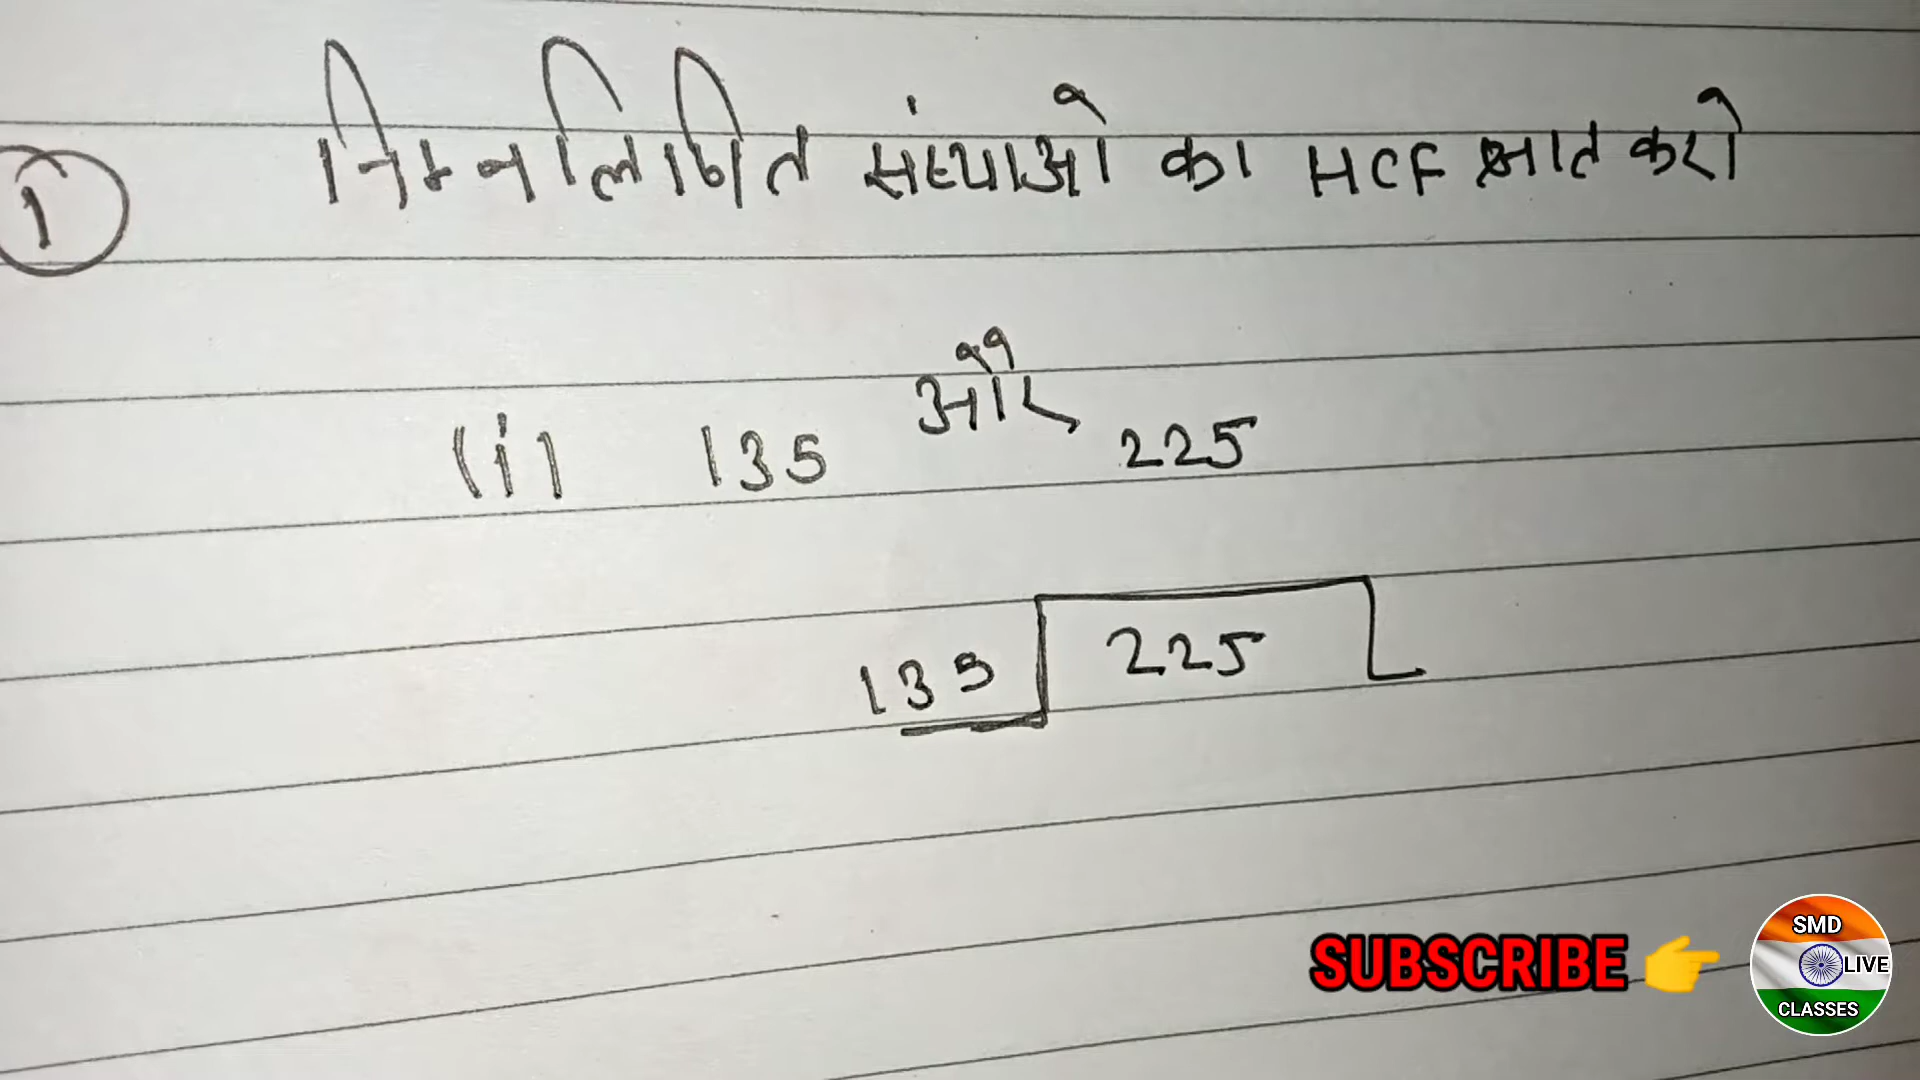 1 निम्नलिखित संख्याओ का HCF ज्ञात करो
(i) 135 और 225
135 225
SUBSCRIBE
SMD
LIVE
CLASSES